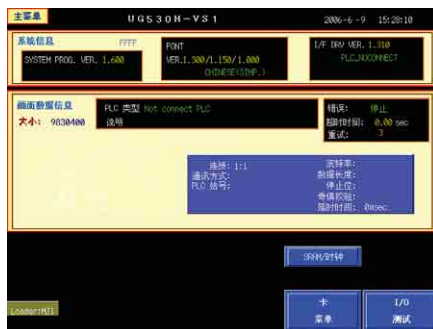 主菜单 UG530H-VS1 2006-6-9 15:28:10
系统信息 FFFF
SYSTEM PROG. VER. 1.600
FONT
VER.1.300/1.150/1.000
CHINESE(SIMP.)
I/F DRV VER. 1.310
PLC_NOCONNECT
画面数据信息
大小: 9830400
PLC 类型 Not connect PLC
说明
错误: 停止
超时时间: 0.00 sec
重试: 3
连接: 1:1
通讯方式:
PLC 站号:
波特率:
数据长度:
停止位:
奇偶校验:
延时时间: 0msec
SRAM/时钟
Loader:MJ1
卡
菜单
I/O
测试